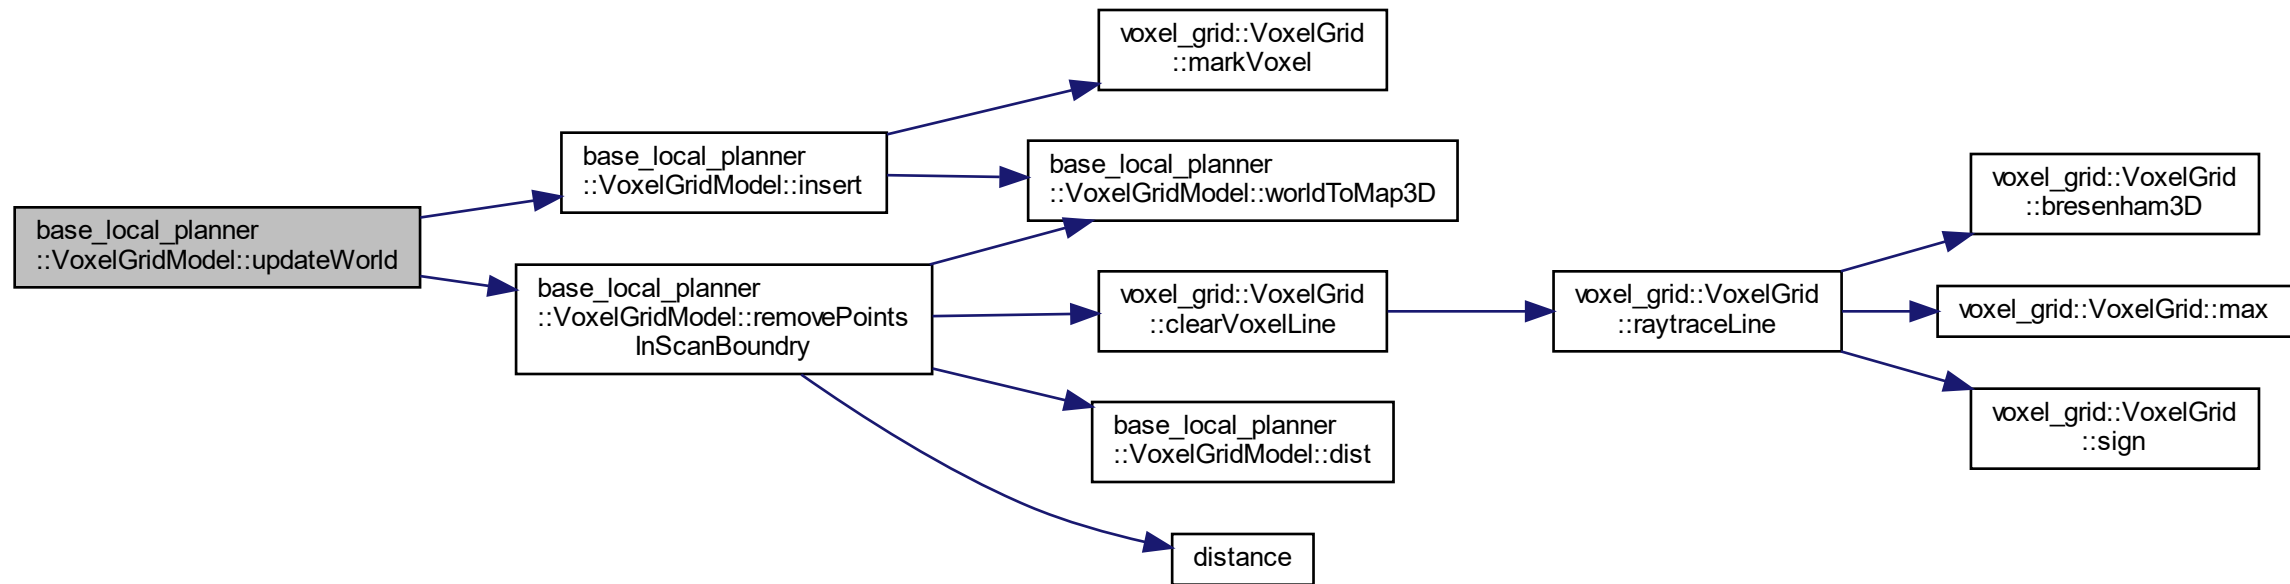 base_local_planner
::VoxelGridModel::updateWorld
base_local_planner
::VoxelGridModel::insert
base_local_planner
::VoxelGridModel::removePoints
InScanBoundry
voxel_grid::VoxelGrid
::markVoxel
base_local_planner
::VoxelGridModel::worldToMap3D
voxel_grid::VoxelGrid
::clearVoxelLine
base_local_planner
::VoxelGridModel::dist
distance
voxel_grid::VoxelGrid
::raytraceLine
voxel_grid::VoxelGrid
::bresenham3D
voxel_grid::VoxelGrid::max
voxel_grid::VoxelGrid
::sign